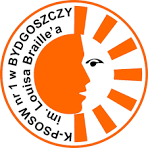 K-PSOSW nr 1 w BYDGOSZCZY
im. Louisa Braille'a